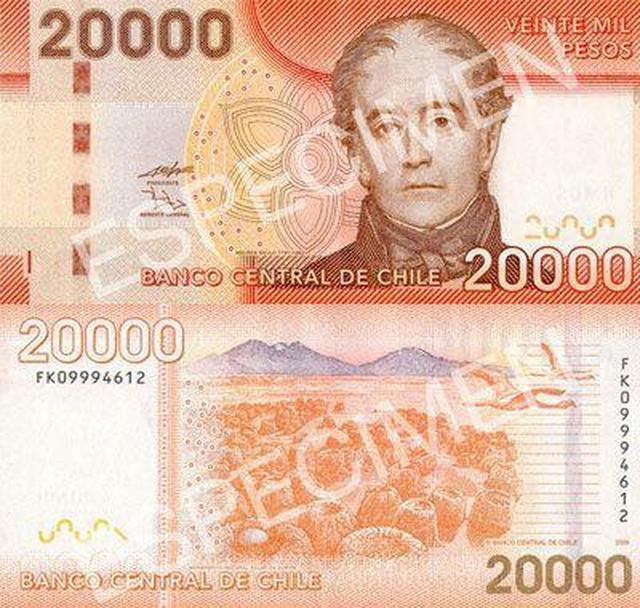 20000
VEINTE MIL
PESOS
ESPECIMEN
PRESIDENTE
GERENTE GENERAL
BANCO CENTRAL DE CHILE
20000
20000
FK09994612
FK09994612
ESPECIMEN
© BANCO CENTRAL DE CHILE
BANCO CENTRAL DE CHILE
20000